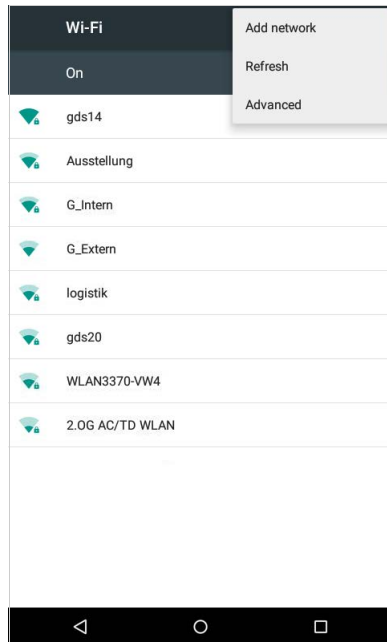 Wi-Fi
Add network
On
Refresh
Advanced
gds14
Ausstellung
G_Intern
G_Extern
logistik
gds20
WLAN3370-VW4
2.OG AC/TD WLAN